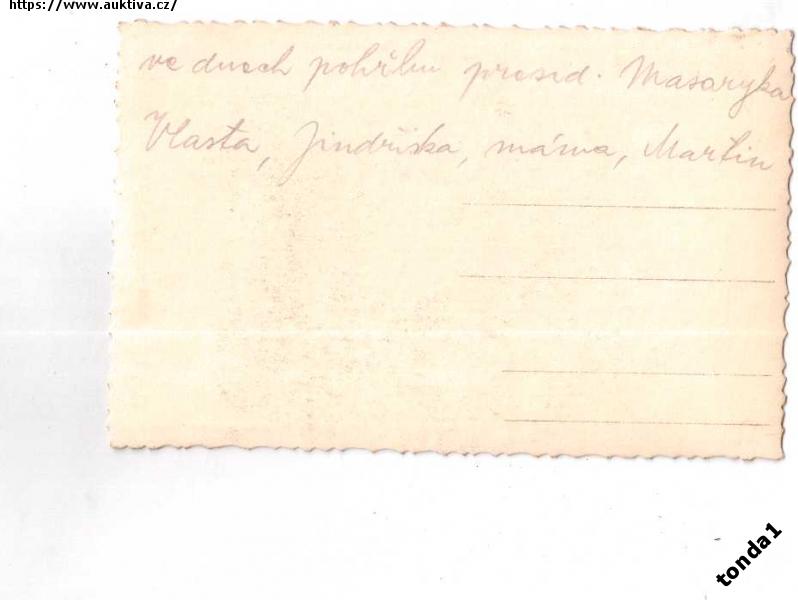 https://www.auktiva.cz/
ve dnech pohřbu presid. Masaryka
Vlasta, Jindřiška, máma, Martin
tonda1